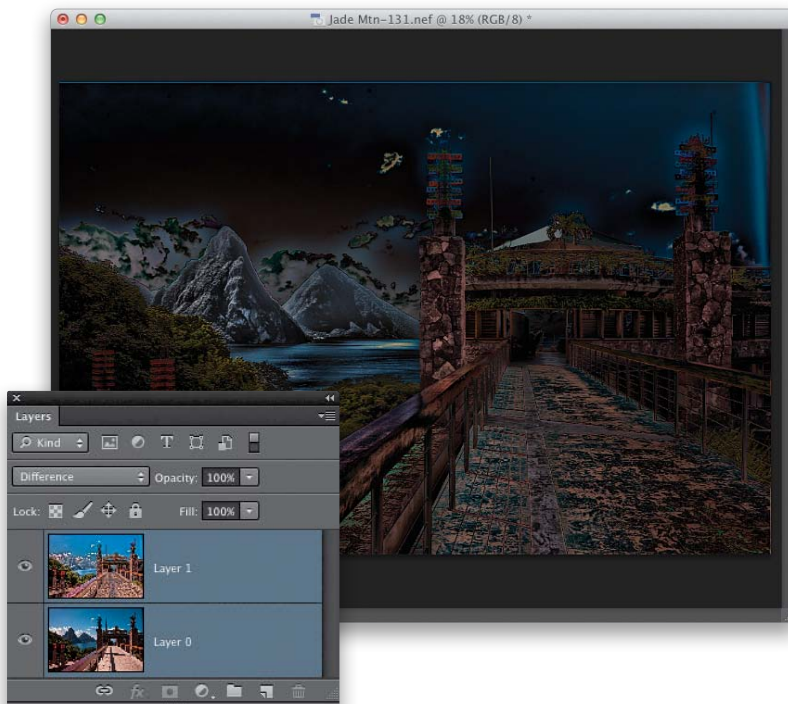 Jade Mtn-131.nef @ 18% (RGB/8) *
Layers
Kind
Difference Opacity: 100%
Lock: Fill: 100%
Layer 1
Layer 0
fx